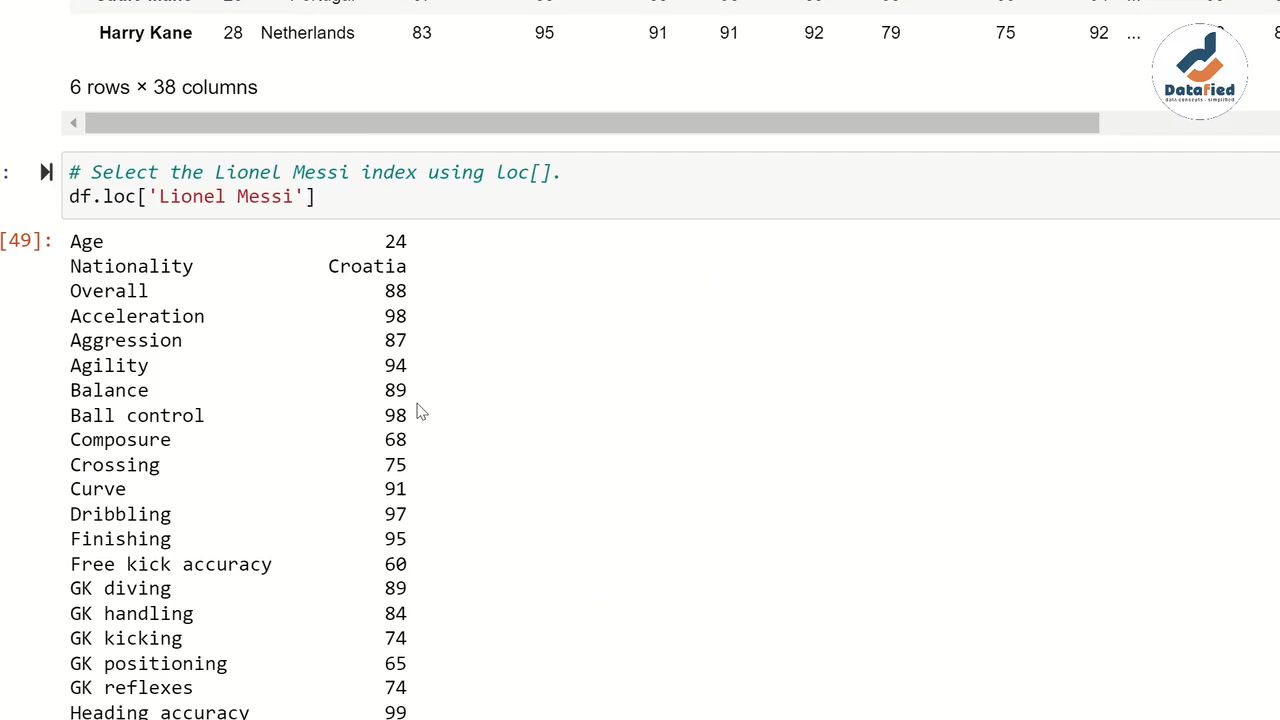 Harry Kane 28 Netherlands 83 95 91 91 92 79 75 92 ...
6 rows × 38 columns
Datafied
data concepts - simplified
:
# Select the Lionel Messi index using loc[].
df.loc['Lionel Messi']
[49]:
Age 24
Nationality Croatia
Overall 88
Acceleration 98
Aggression 87
Agility 94
Balance 89
Ball control 98
Composure 68
Crossing 75
Curve 91
Dribbling 97
Finishing 95
Free kick accuracy 60
GK diving 89
GK handling 84
GK kicking 74
GK positioning 65
GK reflexes 74
Heading accuracy 99